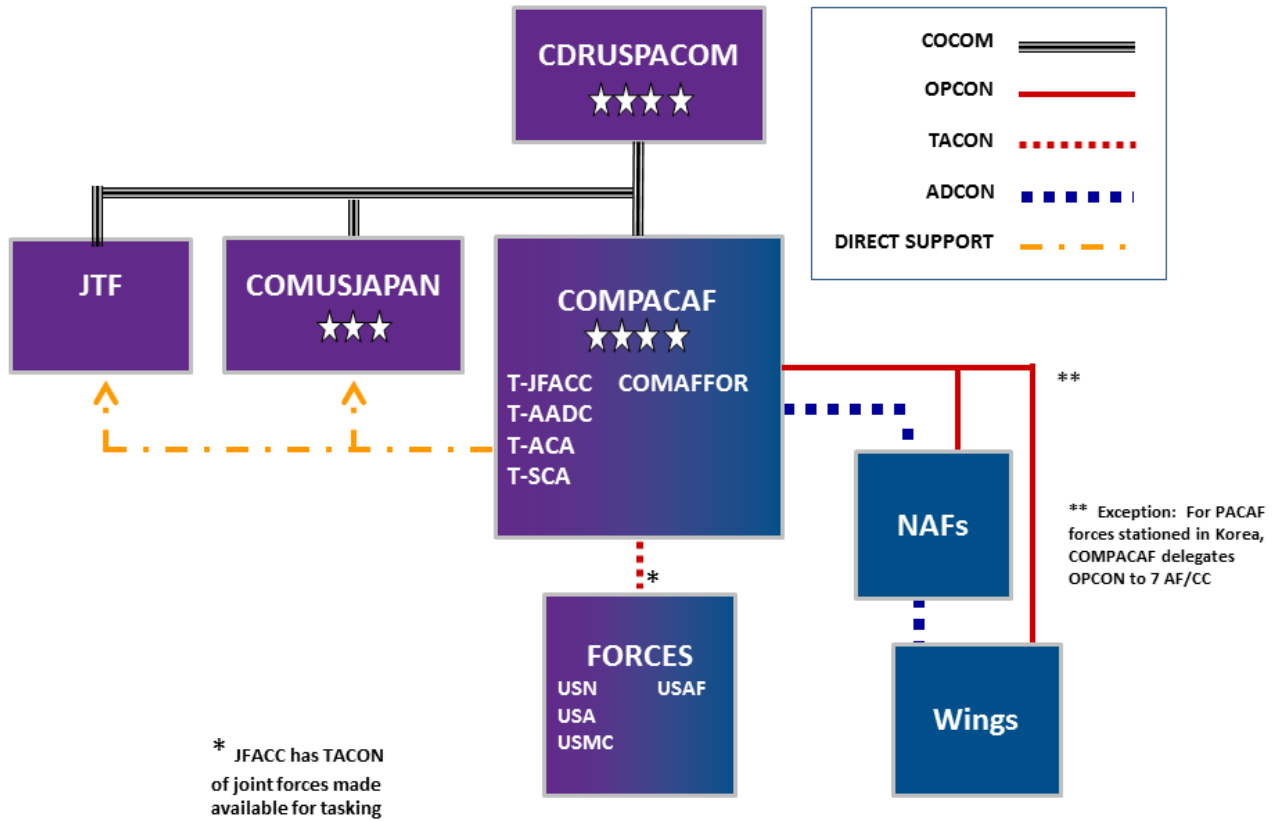 CDRUSPACOM
COCOM
OPCON
TACON
ADCON
DIRECT SUPPORT
JTF
COMUSJAPAN
COMPACAF
T-JFACC COMAFFOR
T-AADC
T-ACA
T-SCA
**
NAFs
** Exception: For PACAF
forces stationed in Korea,
COMPACAF delegates
OPCON to 7 AF/CC
*
FORCES
USN USAF
USA
USMC
Wings
* JFACC has TACON
of joint forces made
available for tasking